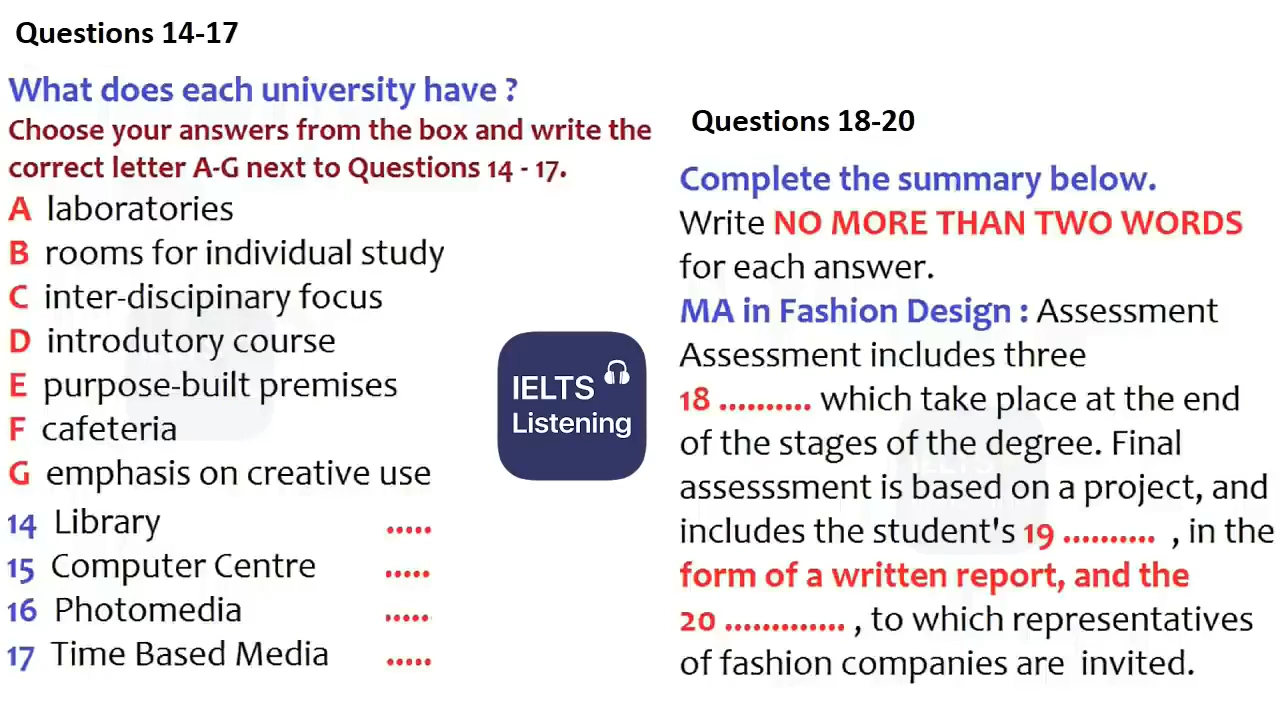 Questions 14-17
What does each university have ?
Choose your answers from the box and write the
correct letter A-G next to Questions 14 - 17.
A laboratories
B rooms for individual study
C inter-discipinary focus
D introdutory course
E purpose-built premises
F cafeteria
G emphasis on creative use
14 Library .....
15 Computer Centre .....
16 Photomedia .....
17 Time Based Media .....
IELTS
Listening
Questions 18-20
Complete the summary below.
Write NO MORE THAN TWO WORDS
for each answer.
MA in Fashion Design : Assessment
Assessment includes three
18 .......... which take place at the end
of the stages of the degree. Final
assesssment is based on a project, and
includes the student's 19 .......... , in the
form of a written report, and the
20 ............. , to which representatives
of fashion companies are invited.